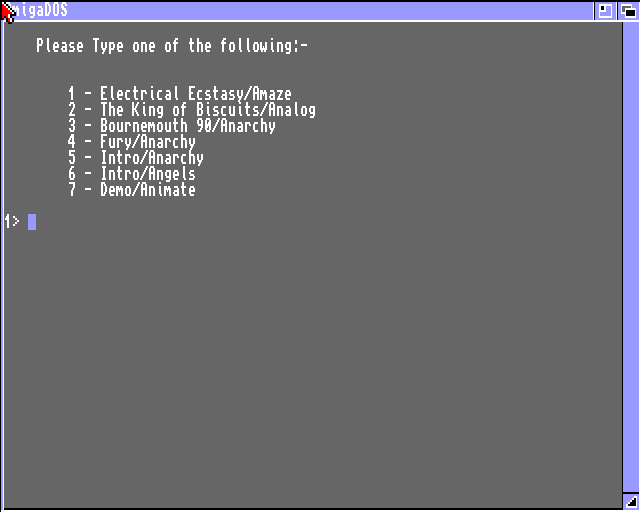 AmigaDOS
Please Type one of the following:-
1 - Electrical Ecstasy/Amaze
2 - The King of Biscuits/Analog
3 - Bournemouth 90/Anarchy
4 - Fury/Anarchy
5 - Intro/Anarchy
6 - Intro/Angels
7 - Demo/Animate
1>